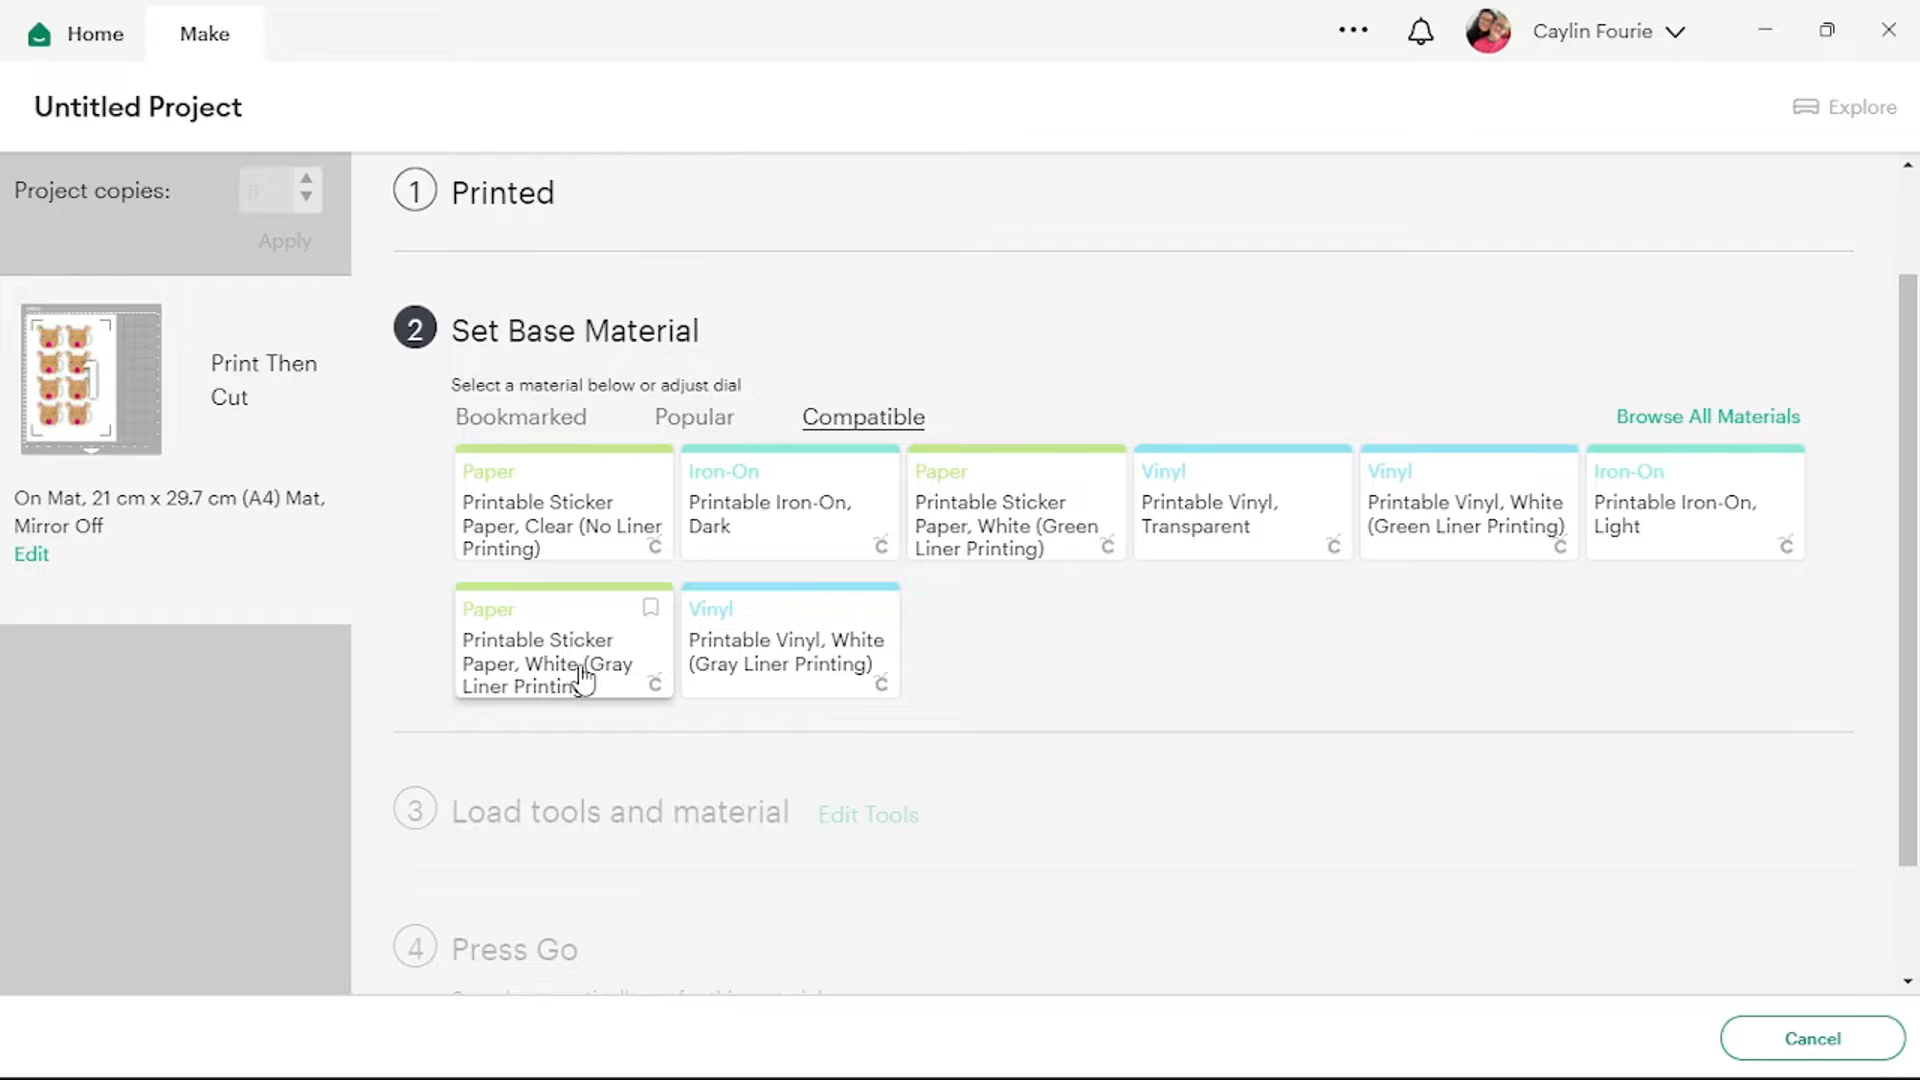 Home
Make
Caylin Fourie
Untitled Project
Explore
Project copies:
Apply
Print Then
Cut
On Mat, 21 cm x 29.7 cm (A4) Mat,
Mirror Off
Edit
1 Printed
2 Set Base Material
Select a material below or adjust dial
Bookmarked
Popular
Compatible
Browse All Materials
Paper
Printable Sticker
Paper, Clear (No Liner
Printing)
Iron-On
Printable Iron-On,
Dark
Paper
Printable Sticker
Paper, White (Green
Liner Printing)
Vinyl
Printable Vinyl,
Transparent
Vinyl
Printable Vinyl, White
(Green Liner Printing)
Iron-On
Printable Iron-On,
Light
Paper
Printable Sticker
Paper, White (Gray
Liner Printing)
Vinyl
Printable Vinyl, White
(Gray Liner Printing)
3 Load tools and material
Edit Tools
4 Press Go
Cancel